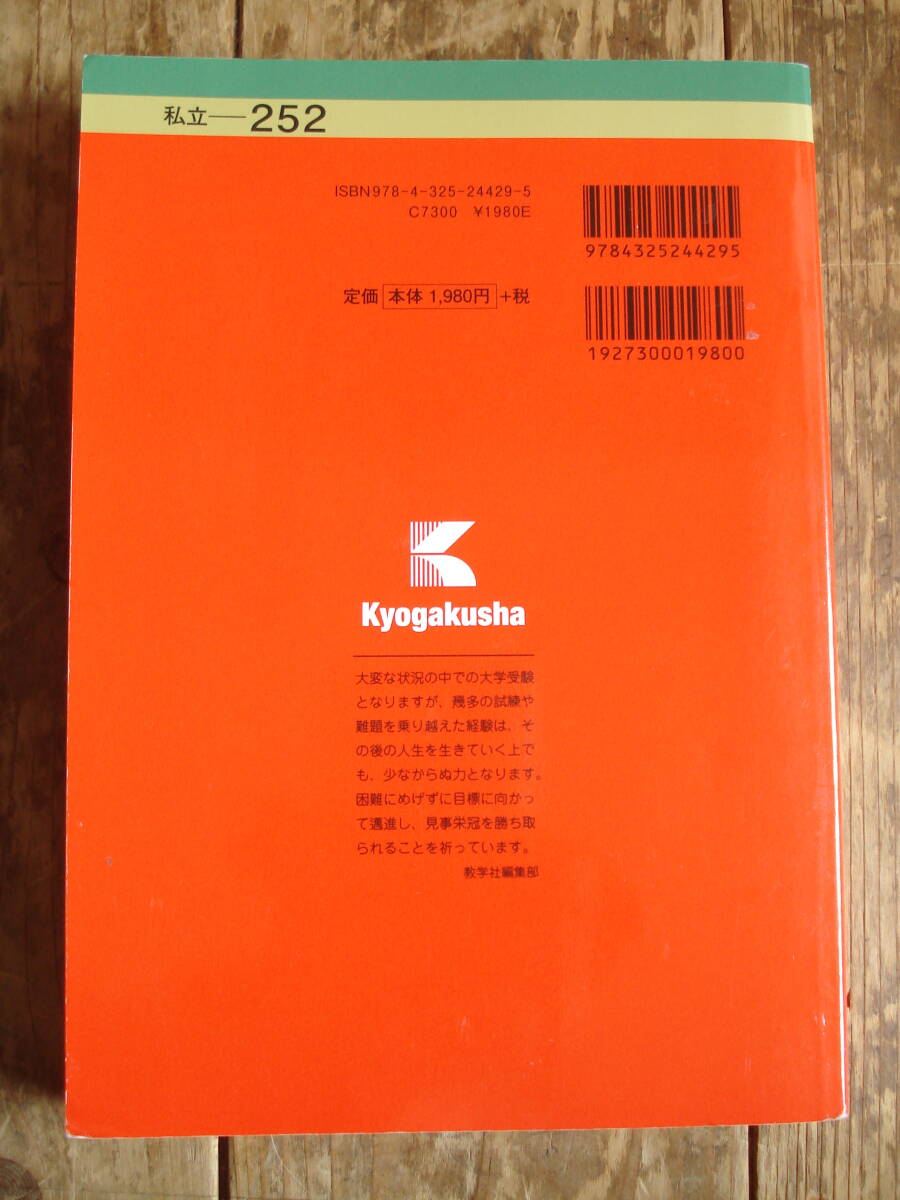 私立―252
ISBN978-4-325-24429-5
C7300 ¥1980E
9784325244295
定価 本体 1,980円 +税
1927300019800
Kyogakusha
大変な状況の中での大学受験
となりますが、幾多の試練や
難題を乗り越えた経験は、そ
の後の人生を生きていく上で
も、少なからぬ力となります。
困難にめげずに目標に向かっ
て邁進し、見事栄冠を勝ち取
られることを祈っています。
教学社編集部